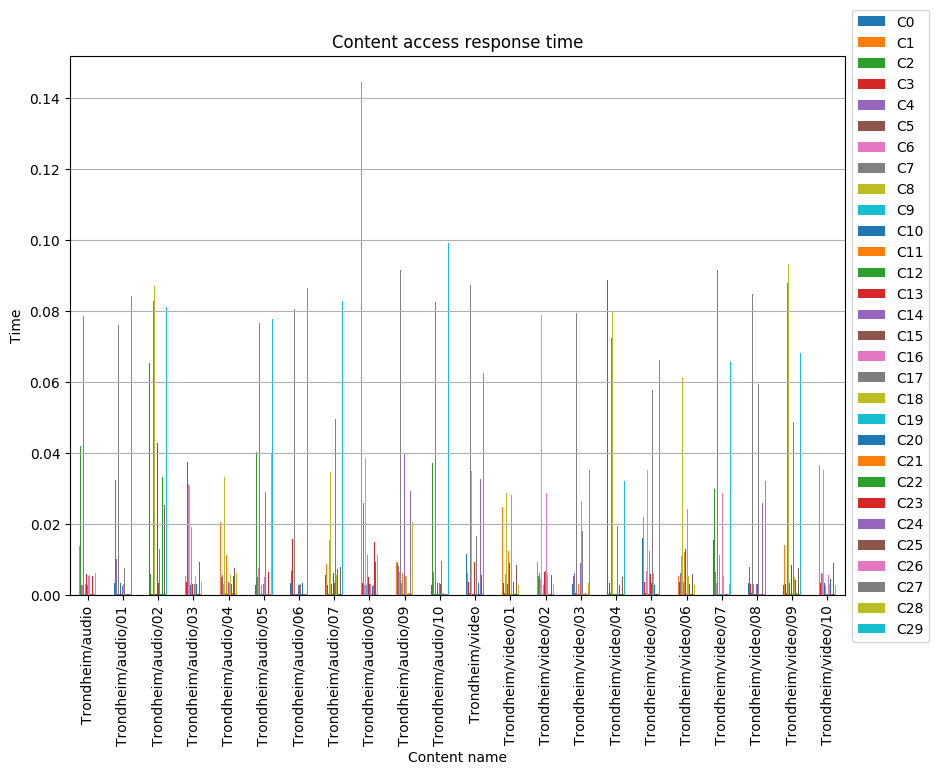 Content access response time
Time
0.14
0.12
0.10
0.08
0.06
0.04
0.02
0.00
Trondheim/audio
Trondheim/audio/01
Trondheim/audio/02
Trondheim/audio/03
Trondheim/audio/04
Trondheim/audio/05
Trondheim/audio/06
Trondheim/audio/07
Trondheim/audio/08
Trondheim/audio/09
Trondheim/audio/10
Trondheim/video
Trondheim/video/01
Trondheim/video/02
Trondheim/video/03
Trondheim/video/04
Trondheim/video/05
Trondheim/video/06
Trondheim/video/07
Trondheim/video/08
Trondheim/video/09
Trondheim/video/10
Content name
C0
C1
C2
C3
C4
C5
C6
C7
C8
C9
C10
C11
C12
C13
C14
C15
C16
C17
C18
C19
C20
C21
C22
C23
C24
C25
C26
C27
C28
C29